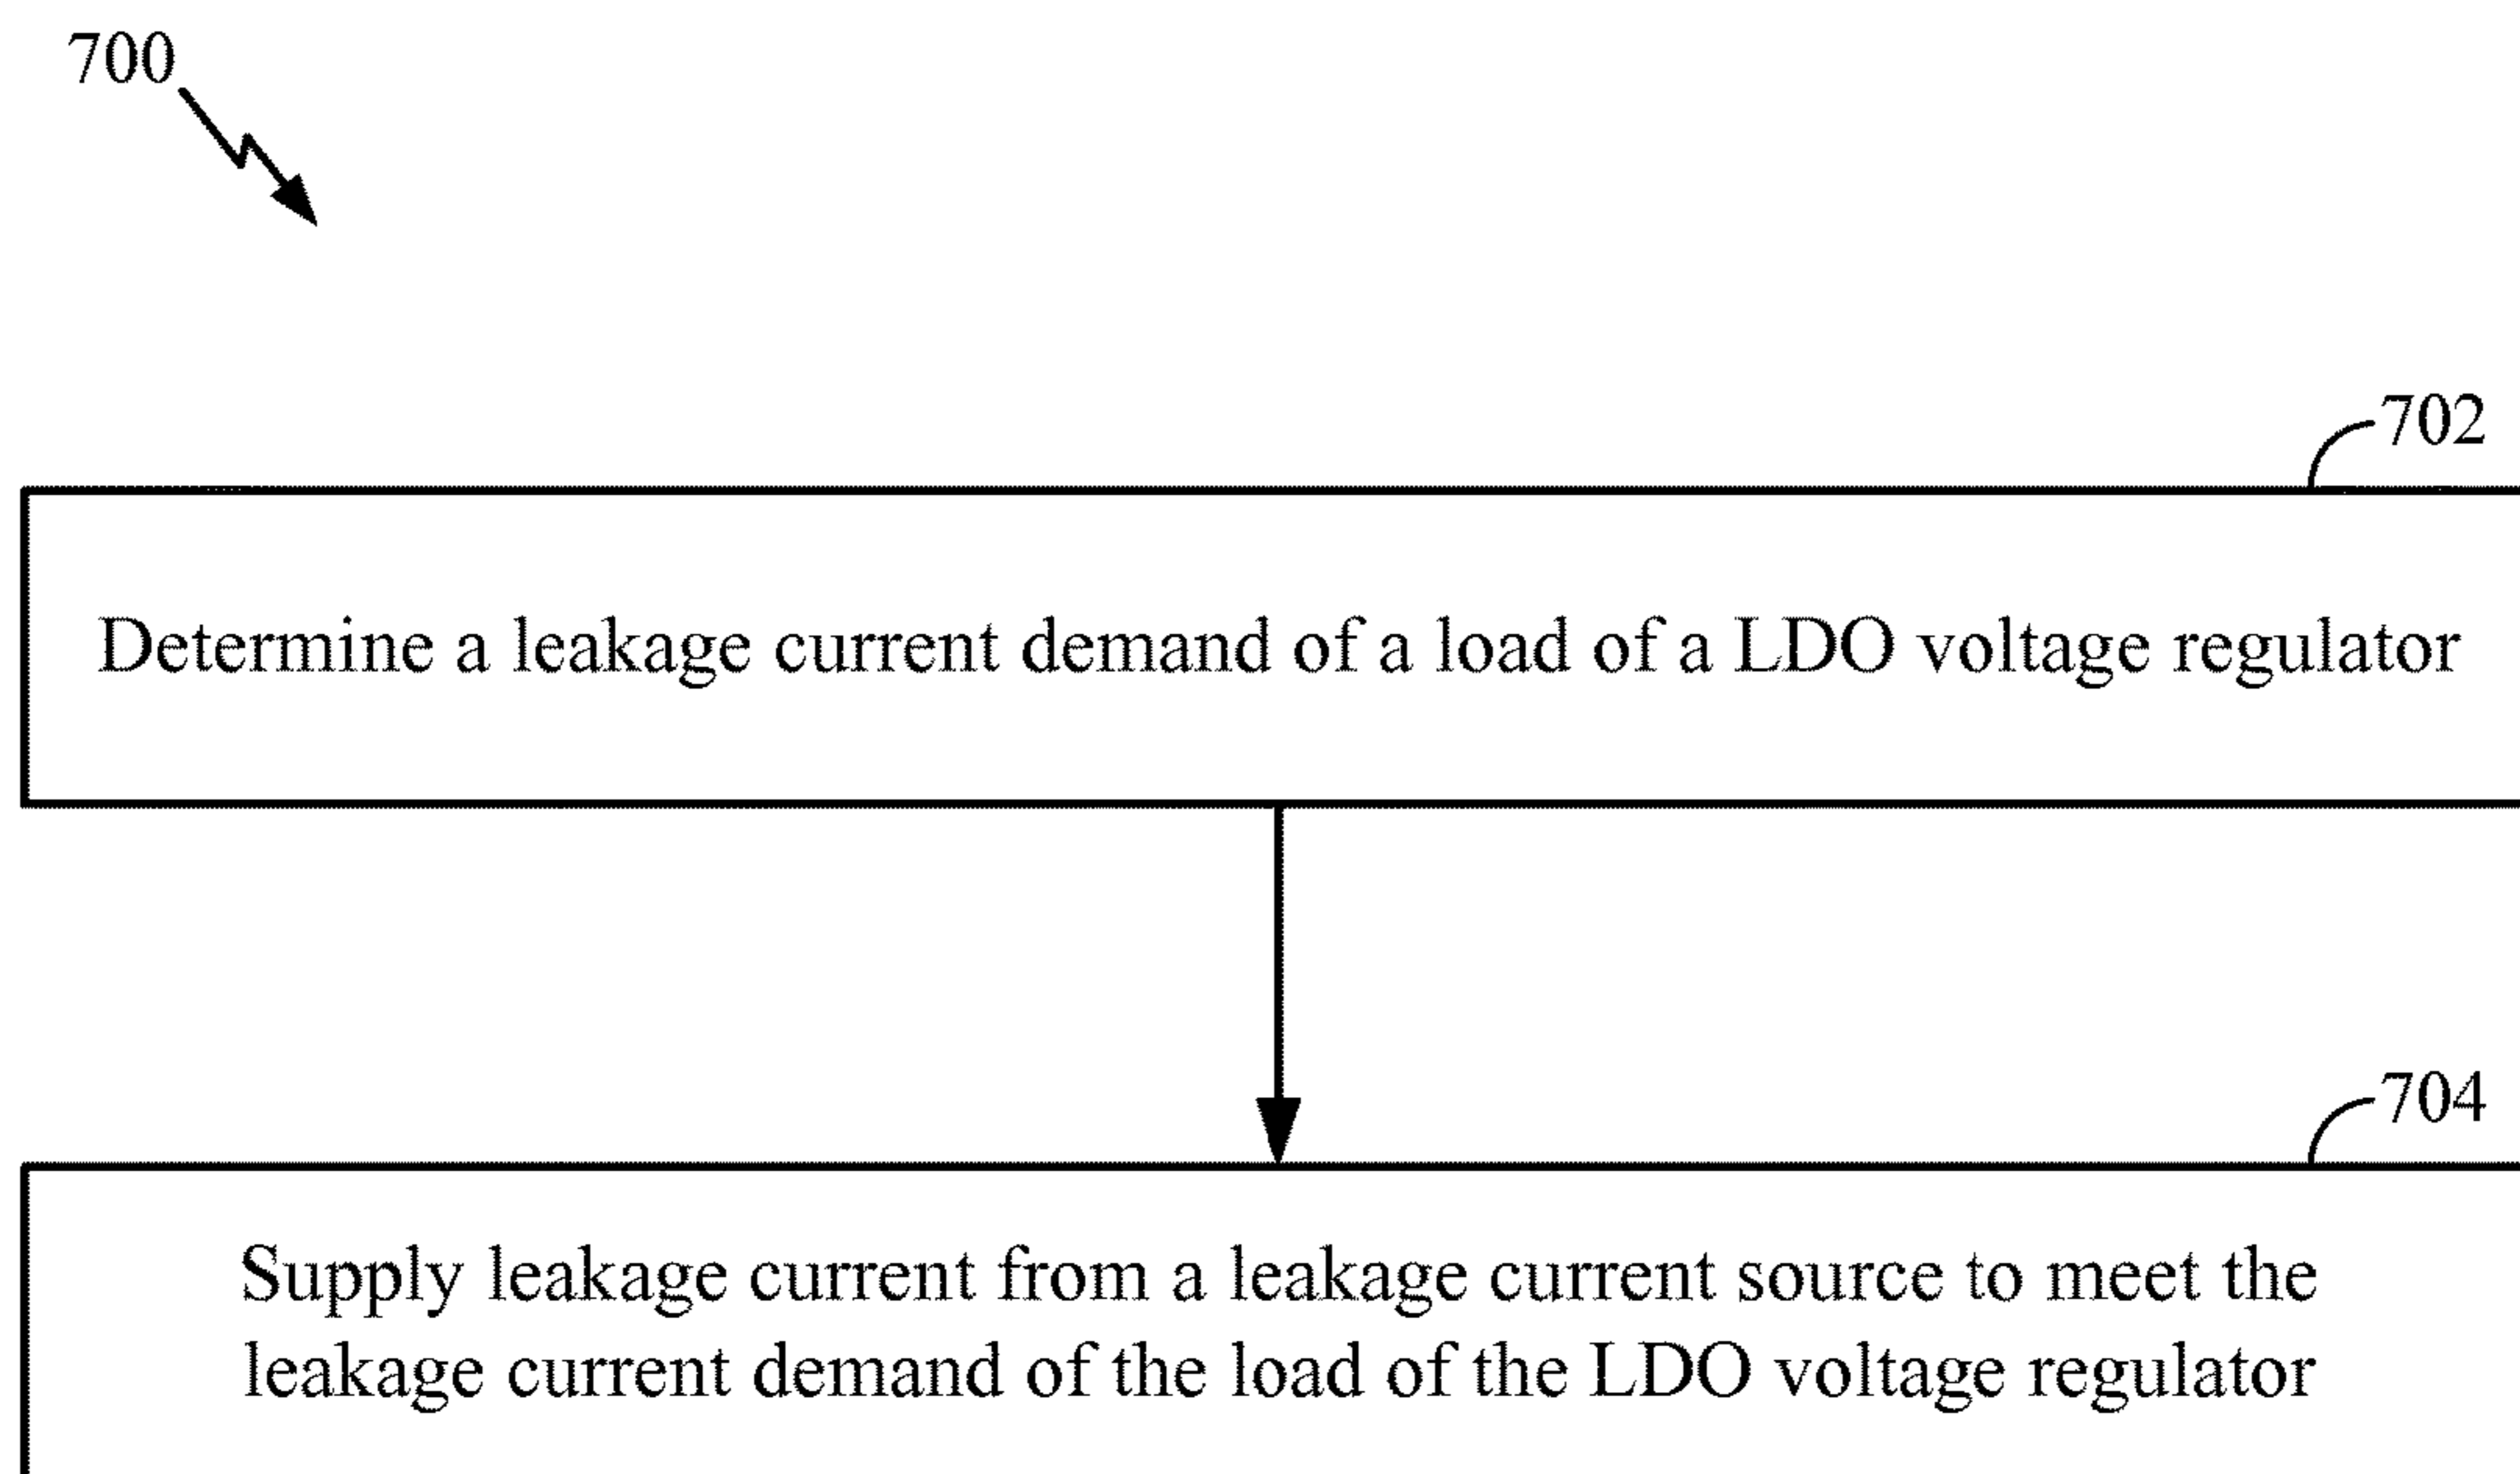 700
702
Determine a leakage current demand of a load of a LDO voltage regulator
704
Supply leakage current from a leakage current source to meet the
leakage current demand of the load of the LDO voltage regulator